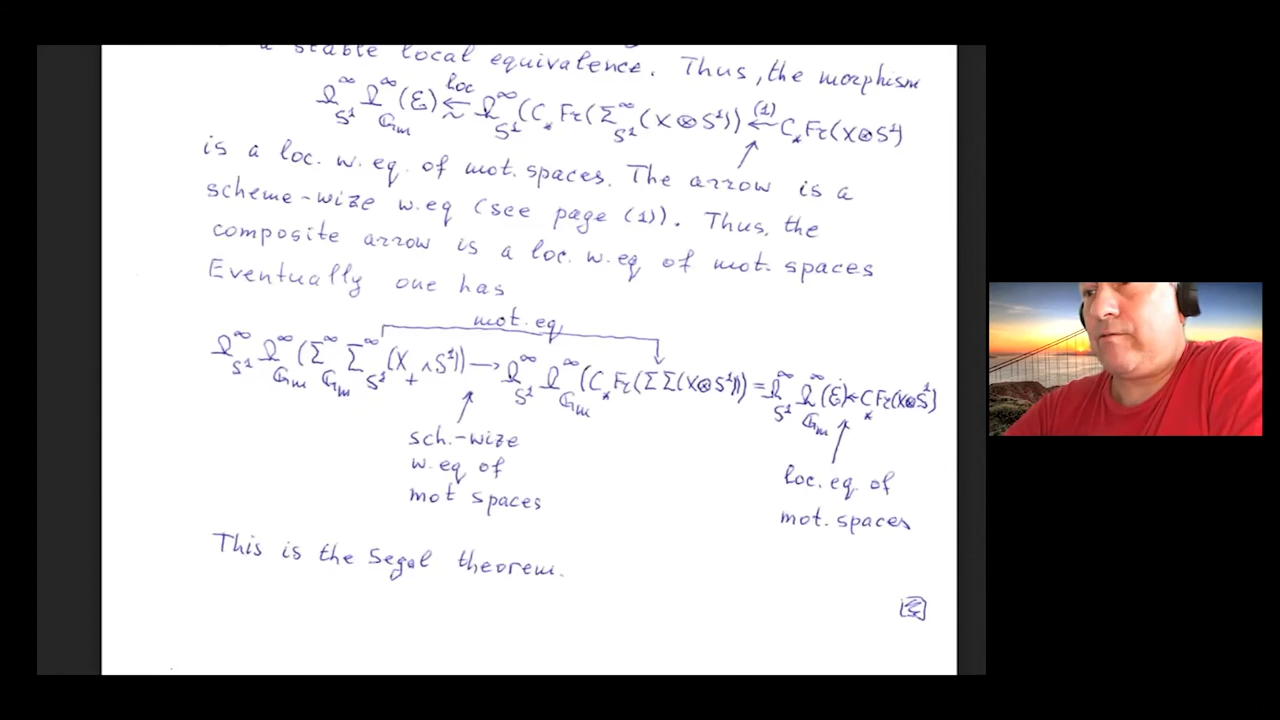 a stable local equivalence. Thus, the morphism
Ω^∞_{S^1} Ω^∞_{G_m}(ℰ) ←^{loc}_∼ Ω^∞_{S^1}(C_* Fr(Σ^∞_{S^1}(X⊗S^1)) ←^{(1)}_∼ C_* Fr(X⊗S^1)
is a loc. w. eq. of mot. spaces. The arrow is a
scheme-wize w.eq (see page (1)). Thus, the
composite arrow is a loc. w. eq of mot. spaces
Eventually one has
mot. eq.
Ω^∞_{S^1} Ω^∞_{G_m}(Σ^∞_{G_m} Σ^∞_{S^1}(X_+ ∧ S^1)) → Ω^∞_{S^1} Ω^∞_{G_m}(C_* Fr(ΣΣ(X⊗S^1))) = Ω^∞_{S^1} Ω^∞_{G_m}(ℰ) ← C_* Fr(X⊗S^1)
sch.-wize
w. eq of
mot spaces
loc. eq. of
mot. spaces
This is the Segal theorem.